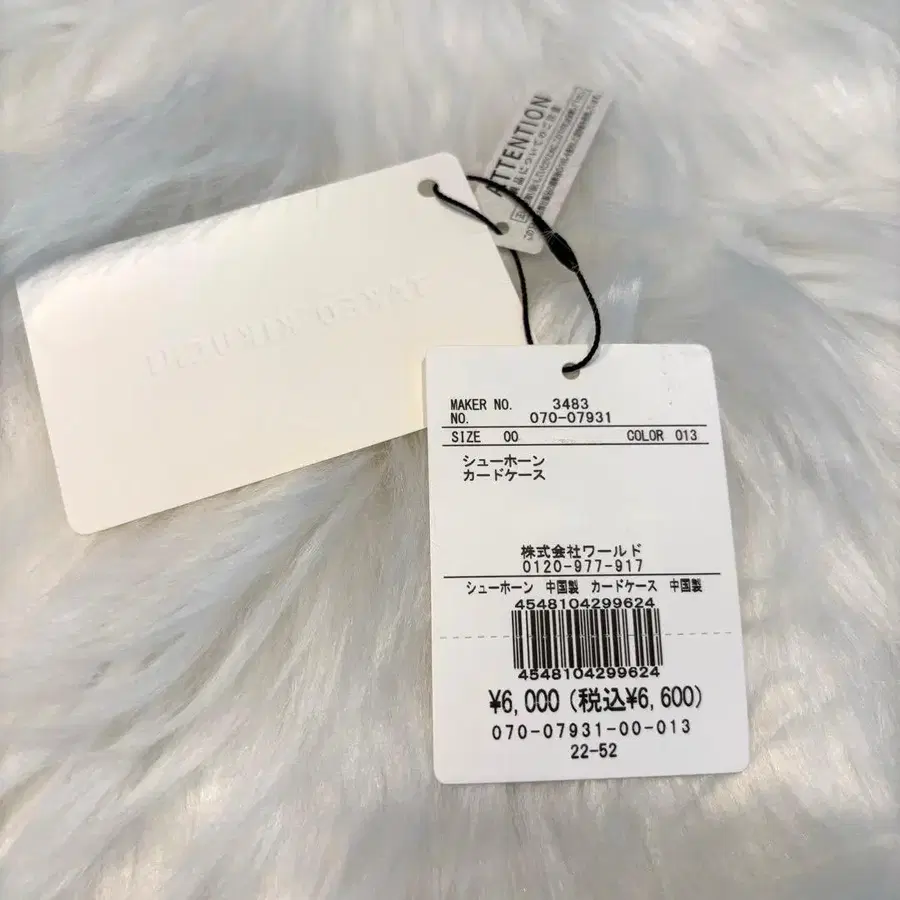 ATTENTION
TAKEO KIKUCHI
MAKER NO. 3483
NO. 070-07931
SIZE 00 COLOR 013
シューホーン
カードケース
株式会社ワールド
0120-977-917
シューホーン 中国製 カードケース 中国製
4548104299624
4548104299624
¥6,000(税込¥6,600)
070-07931-00-013
22-52